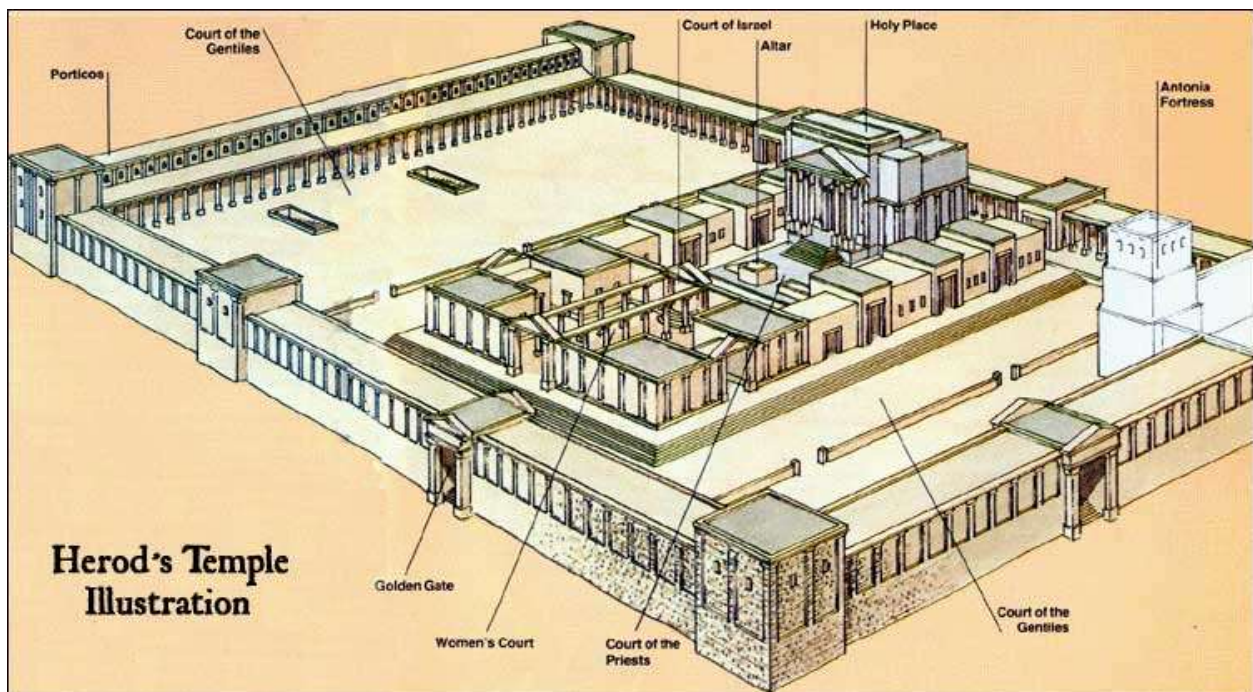 Court of the
Gentiles
Court of Israel
Holy Place
Altar
Porticos
Antonia
Fortress
Herod's Temple
Illustration
Golden Gate
Women's Court
Court of the
Priests
Court of the
Gentiles